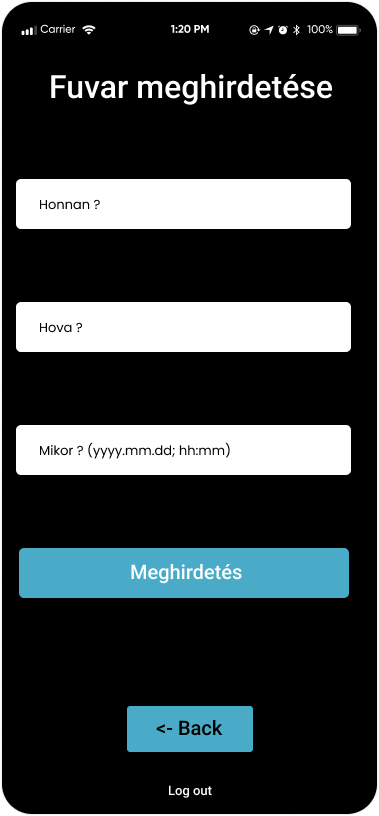 Carrier 1:20 PM 100%
Fuvar meghirdetése
Honnan ?
Hova ?
Mikor ? (yyyy.mm.dd; hh:mm)
Meghirdetés
<- Back
Log out